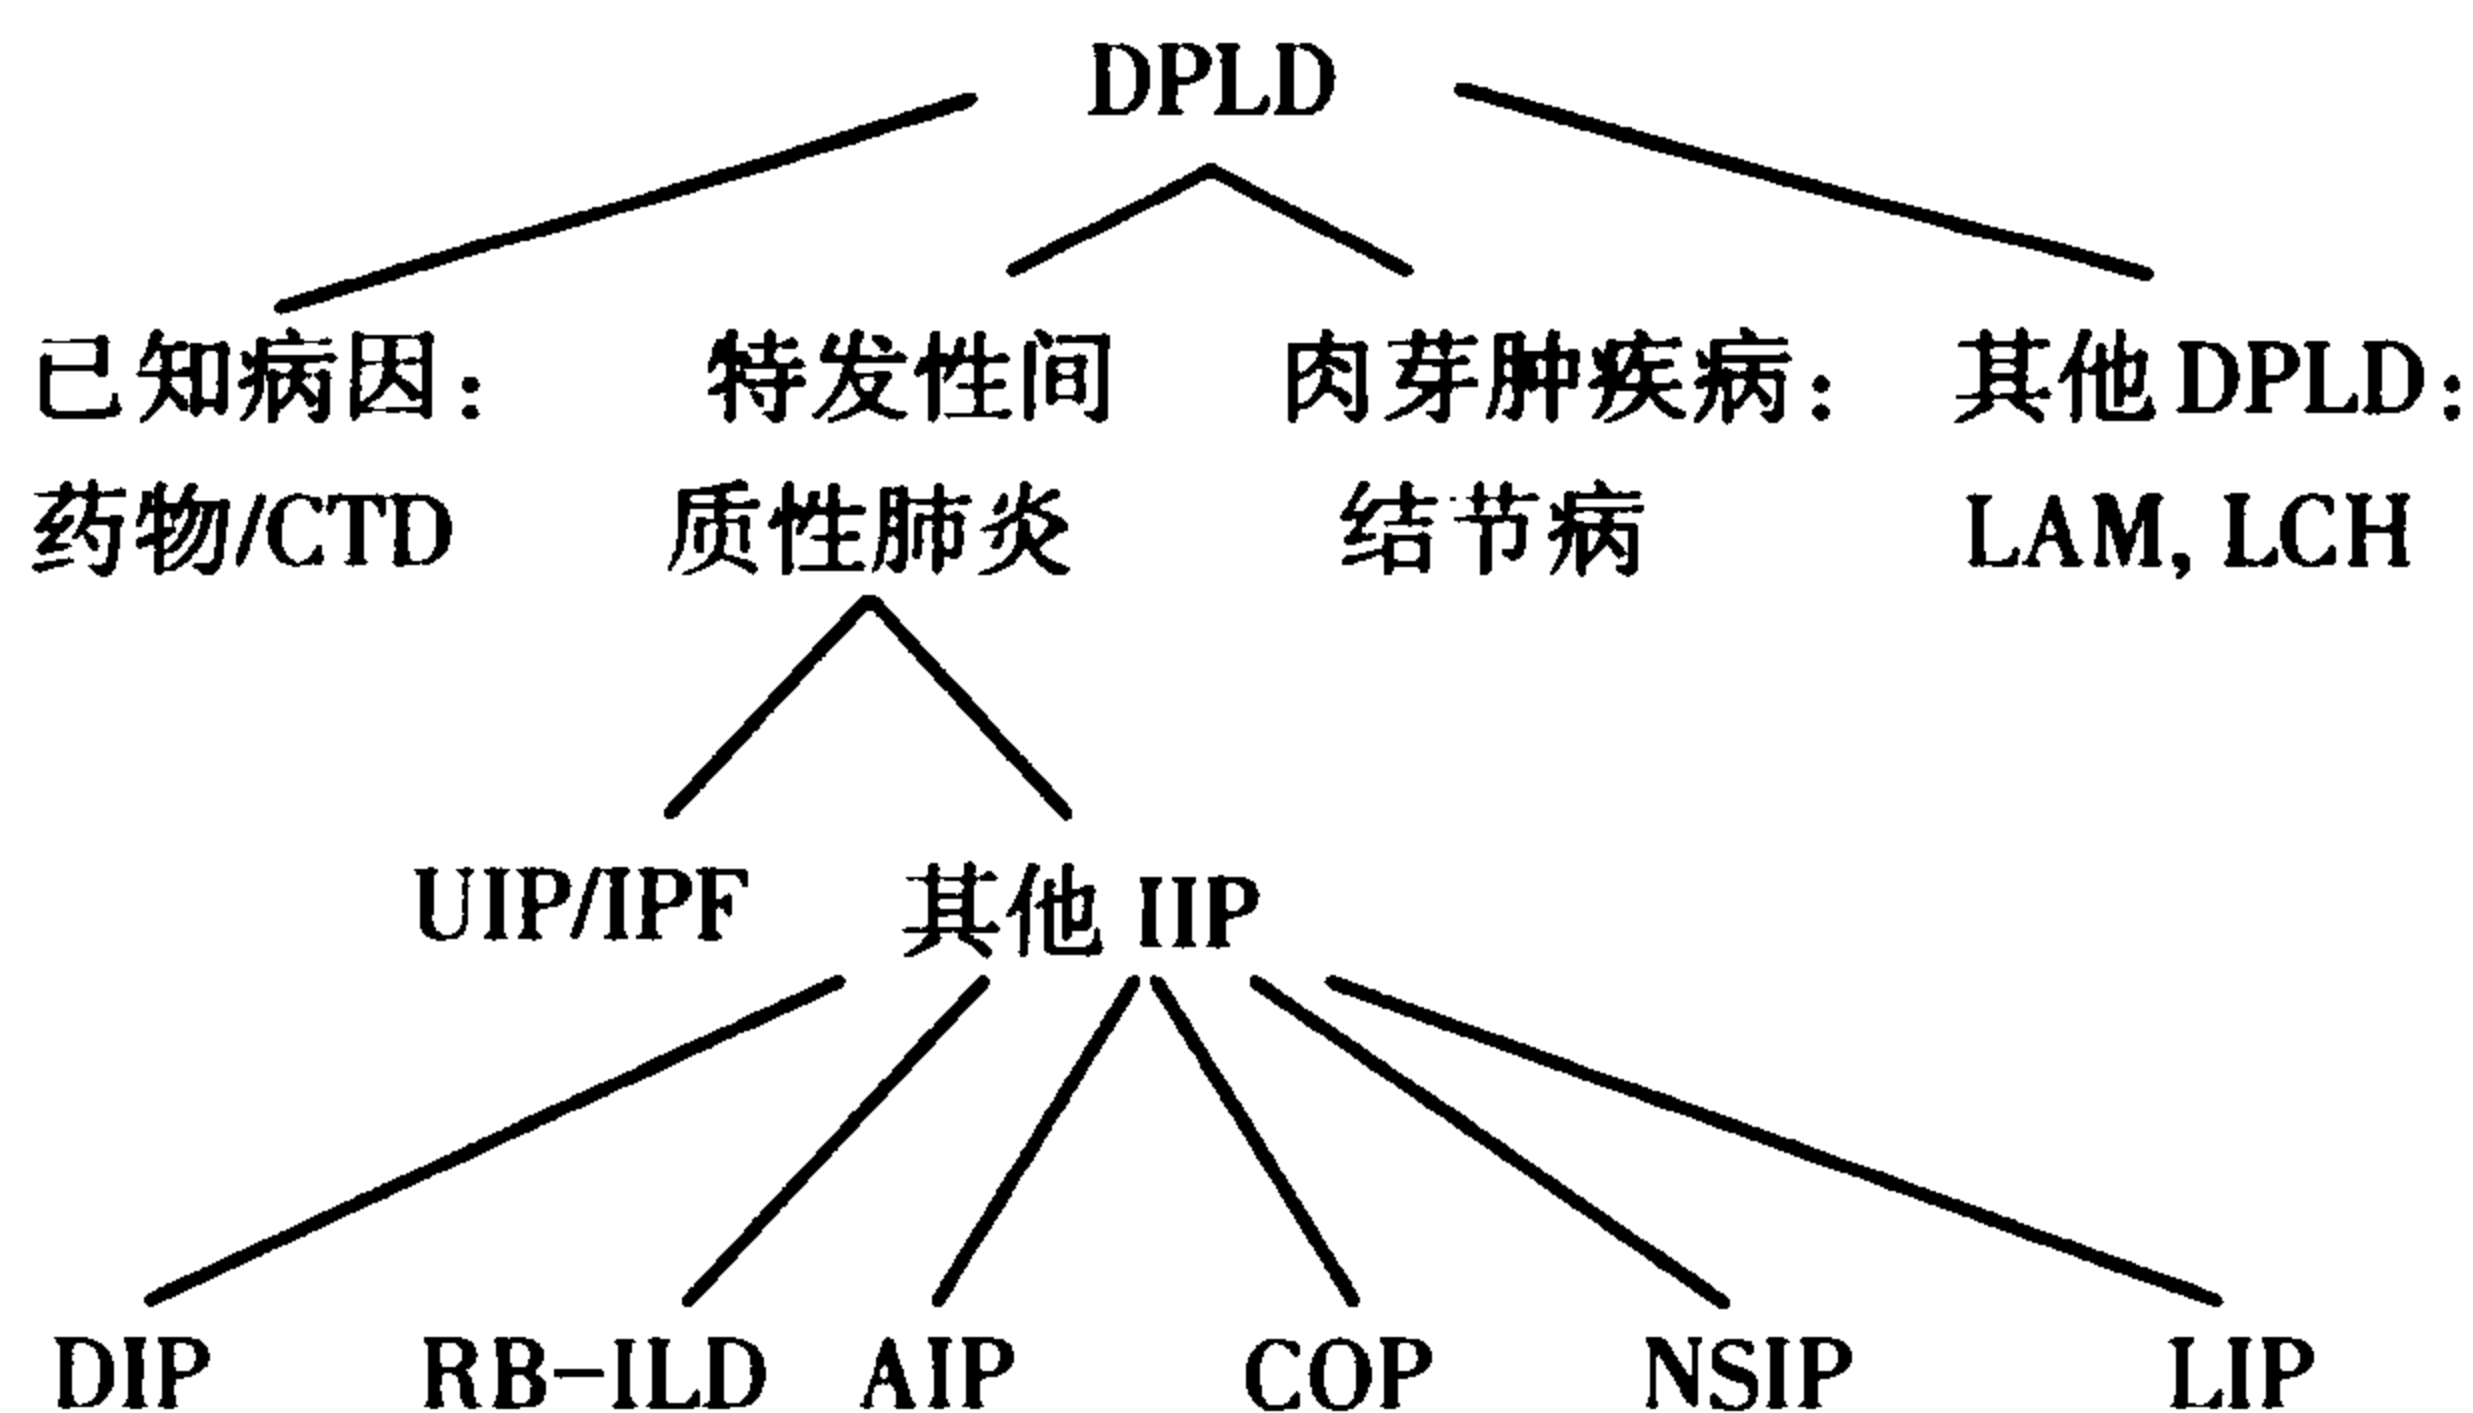 DPLD
已知病因：
药物/CTD
特发性间
质性肺炎
肉芽肿疾病：
结节病
其他DPLD：
LAM, LCH
UIP/IPF
其他 IIP
DIP
RB-ILD
AIP
COP
NSIP
LIP